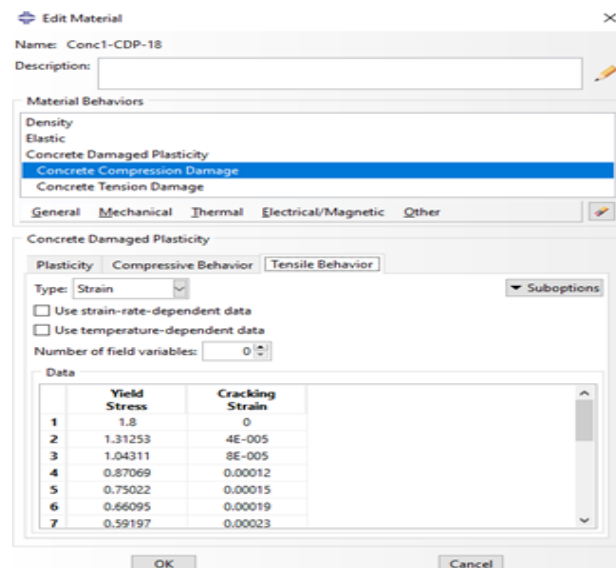 Edit Material
Name: Conc1-CDP-18
Description:
Material Behaviors
Density
Elastic
Concrete Damaged Plasticity
Concrete Compression Damage
Concrete Tension Damage
General Mechanical Thermal Electrical/Magnetic Other
Concrete Damaged Plasticity
Plasticity Compressive Behavior Tensile Behavior
Type: Strain Suboptions
Use strain-rate-dependent data
Use temperature-dependent data
Number of field variables: 0
Data
Yield Cracking
Stress Strain
1 1.8 0
2 1.31253 4E-005
3 1.04311 8E-005
4 0.87069 0.00012
5 0.75022 0.00015
6 0.66095 0.00019
7 0.59197 0.00023
OK Cancel